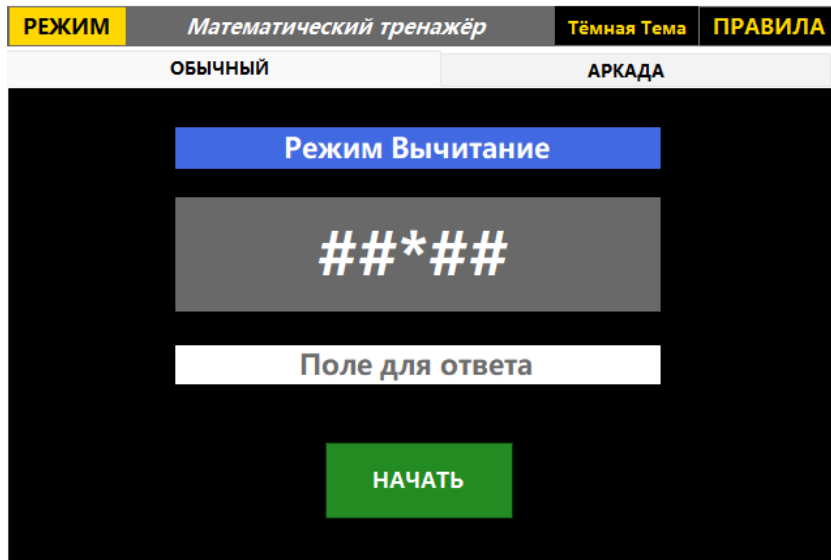 РЕЖИМ Математический тренажёр Тёмная Тема ПРАВИЛА
ОБЫЧНЫЙ АРКАДА
Режим Вычитание
##*##
Поле для ответа
НАЧАТЬ